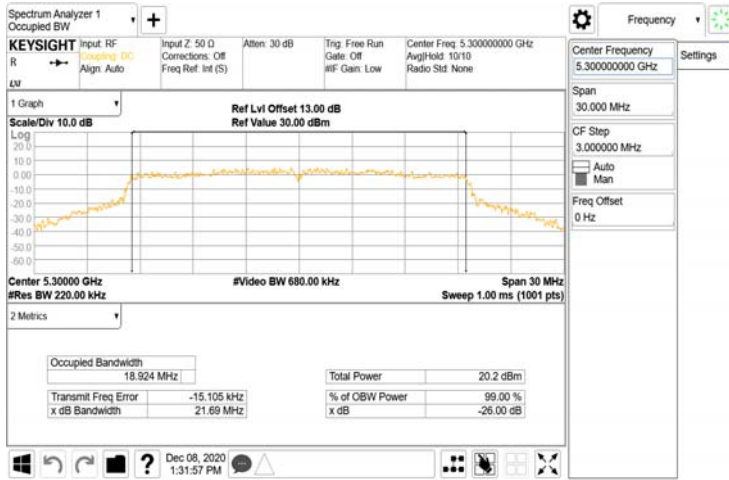 Spectrum Analyzer 1
Occupied BW
Frequency
KEYSIGHT
R
LXI
Input: RF
Coupling: DC
Align: Auto
Input Z: 50 Ω
Corrections: Off
Freq Ref: Int (S)
Atten: 30 dB
Trig: Free Run
Gate: Off
#IF Gain: Low
Center Freq: 5.300000000 GHz
Avg|Hold: 10/10
Radio Std: None
Center Frequency
5.300000000 GHz
Settings
Span
30.000 MHz
CF Step
3.000000 MHz
Auto
Man
Freq Offset
0 Hz
1 Graph
Scale/Div 10.0 dB
Ref Lvl Offset 13.00 dB
Ref Value 30.00 dBm
Log
20.0
10.0
0.00
-10.0
-20.0
-30.0
-40.0
-50.0
-60.0
Center 5.30000 GHz
#Res BW 220.00 kHz
#Video BW 680.00 kHz
Span 30 MHz
Sweep 1.00 ms (1001 pts)
2 Metrics
Occupied Bandwidth
18.924 MHz
Transmit Freq Error -15.105 kHz
x dB Bandwidth 21.69 MHz
Total Power 20.2 dBm
% of OBW Power 99.00 %
x dB -26.00 dB
?
Dec 08, 2020
1:31:57 PM